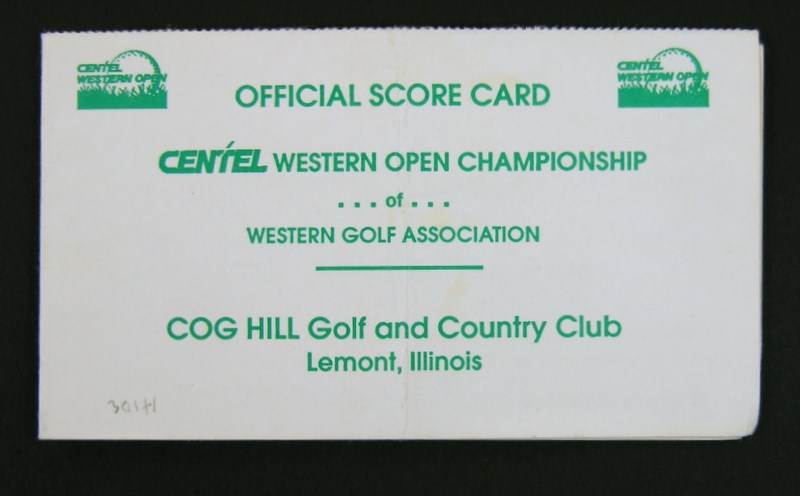 CENTEL
WESTERN OPEN
CENTEL
WESTERN OPEN
OFFICIAL SCORE CARD
CENTEL WESTERN OPEN CHAMPIONSHIP
. . . of . . .
WESTERN GOLF ASSOCIATION
COG HILL Golf and Country Club
Lemont, Illinois